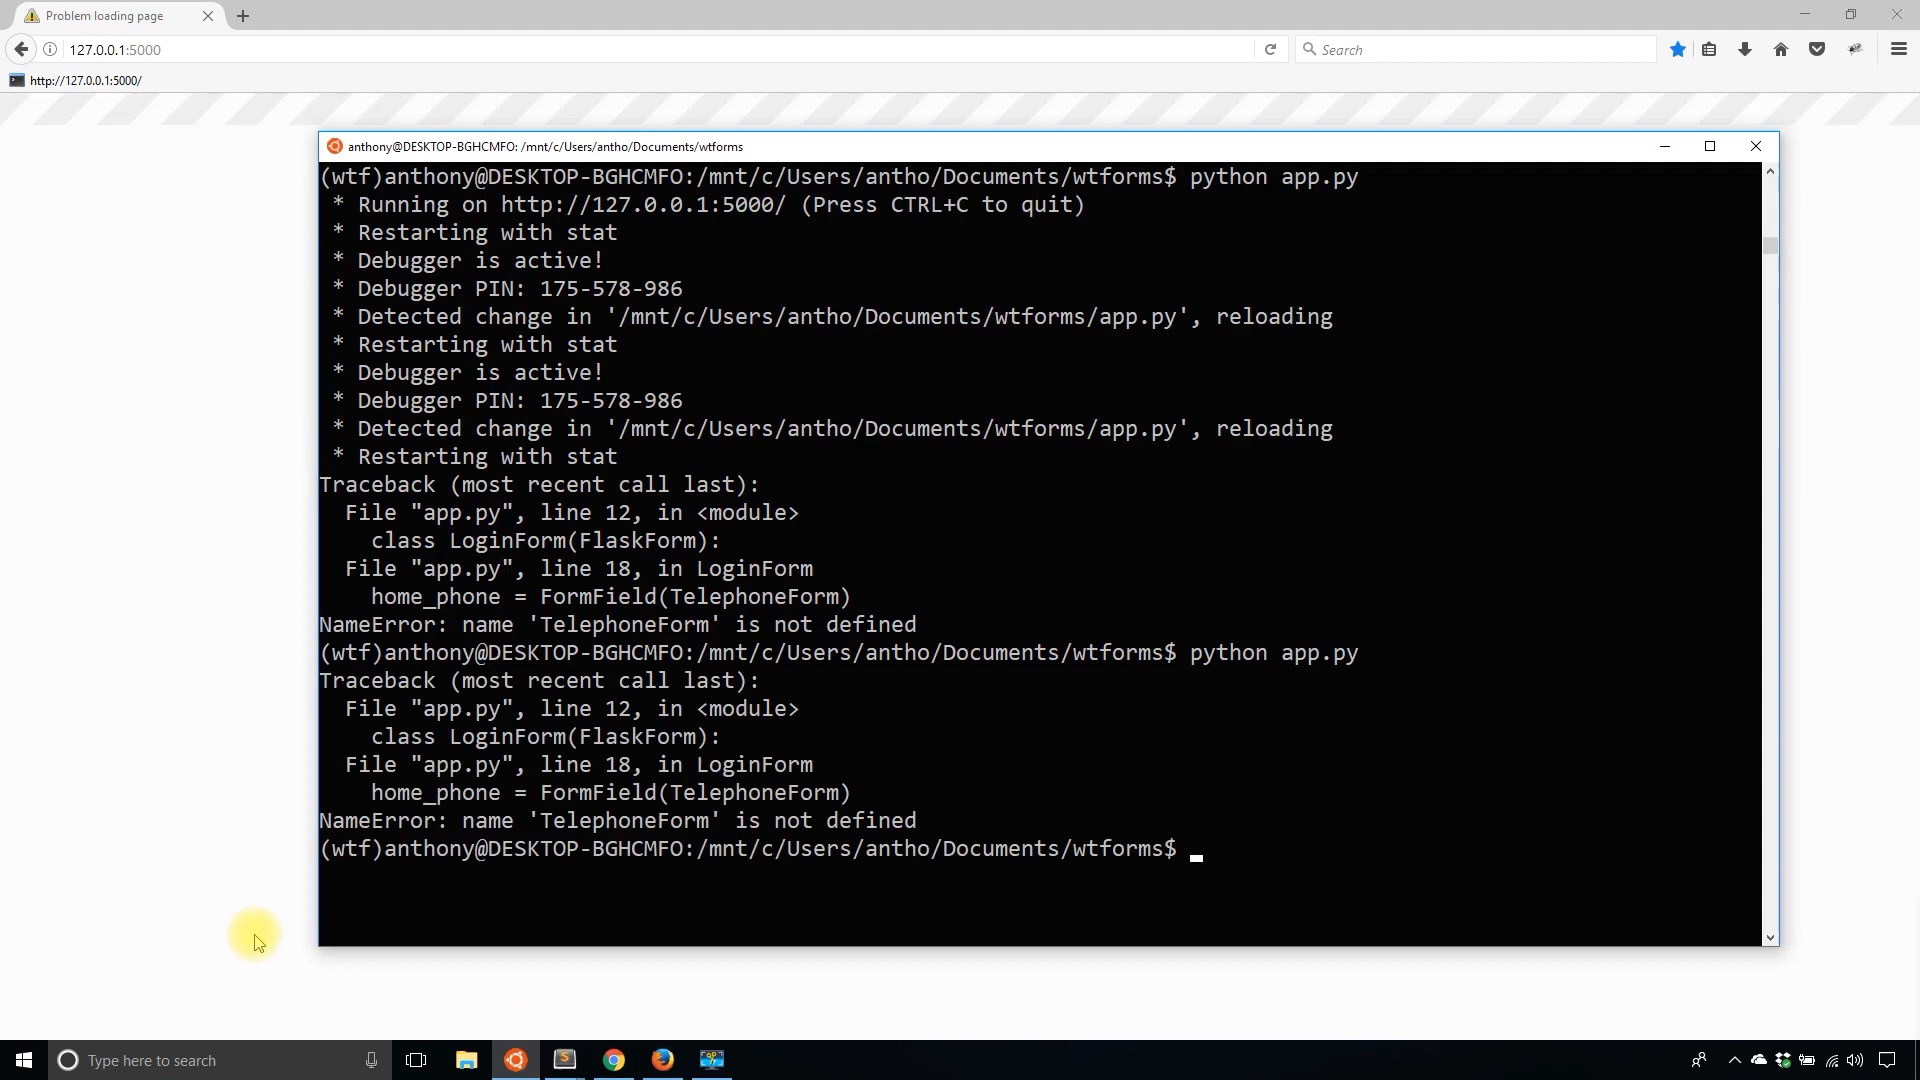 Problem loading page
127.0.0.1:5000
Search
http://127.0.0.1:5000/
anthony@DESKTOP-BGHCMFO: /mnt/c/Users/antho/Documents/wtforms
(wtf)anthony@DESKTOP-BGHCMFO:/mnt/c/Users/antho/Documents/wtforms$ python app.py
* Running on http://127.0.0.1:5000/ (Press CTRL+C to quit)
* Restarting with stat
* Debugger is active!
* Debugger PIN: 175-578-986
* Detected change in '/mnt/c/Users/antho/Documents/wtforms/app.py', reloading
* Restarting with stat
* Debugger is active!
* Debugger PIN: 175-578-986
* Detected change in '/mnt/c/Users/antho/Documents/wtforms/app.py', reloading
* Restarting with stat
Traceback (most recent call last):
File "app.py", line 12, in <module>
class LoginForm(FlaskForm):
File "app.py", line 18, in LoginForm
home_phone = FormField(TelephoneForm)
NameError: name 'TelephoneForm' is not defined
(wtf)anthony@DESKTOP-BGHCMFO:/mnt/c/Users/antho/Documents/wtforms$ python app.py
Traceback (most recent call last):
File "app.py", line 12, in <module>
class LoginForm(FlaskForm):
File "app.py", line 18, in LoginForm
home_phone = FormField(TelephoneForm)
NameError: name 'TelephoneForm' is not defined
(wtf)anthony@DESKTOP-BGHCMFO:/mnt/c/Users/antho/Documents/wtforms$
Type here to search